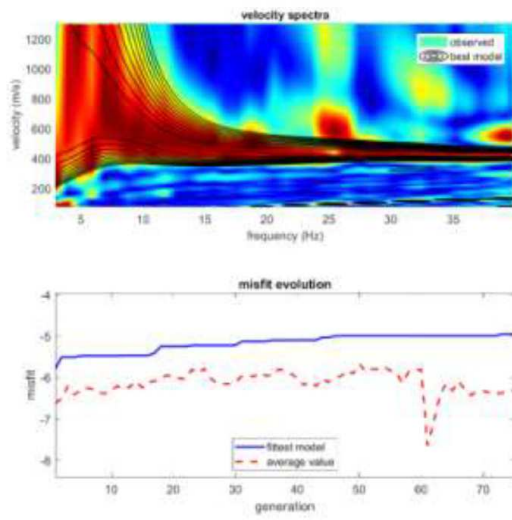 velocity spectra
1200
1000
800
600
400
200
velocity (m/s)
observed
best model
5 10 15 20 25 30 35
frequency (Hz)
misfit evolution
-4
-5
-6
-7
-8
misfit
fittest model
average value
10 20 30 40 50 60 70
generation